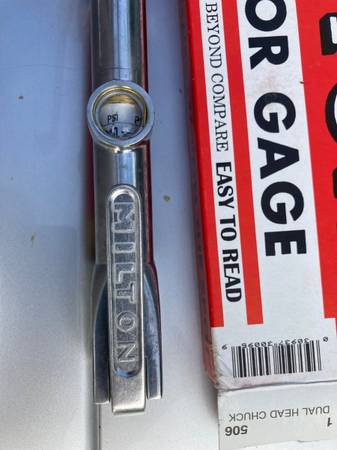 PSI
MILTON
OR GAGE
BEYOND COMPARE EASY TO READ
1
DUAL HEAD CHUCK
506